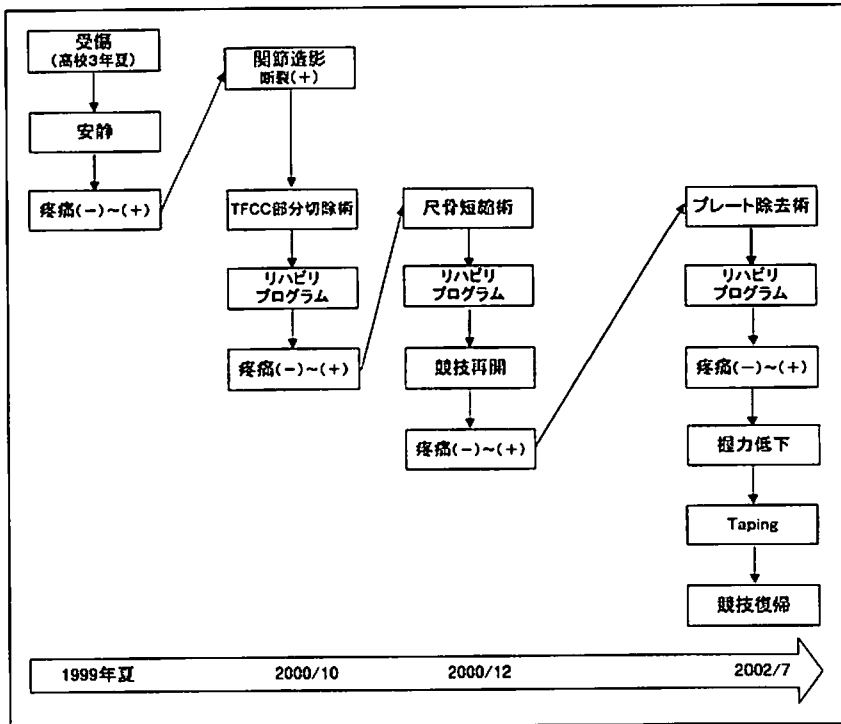 受傷
(高校3年夏)
安静
疼痛(-)~(+)
関節造影
断裂(+)
TFCC部分切除術
リハビリ
プログラム
疼痛(-)~(+)
尺骨短縮術
リハビリ
プログラム
競技再開
疼痛(-)~(+)
プレート除去術
リハビリ
プログラム
疼痛(-)~(+)
握力低下
Taping
競技復帰
1999年夏
2000/10
2000/12
2002/7